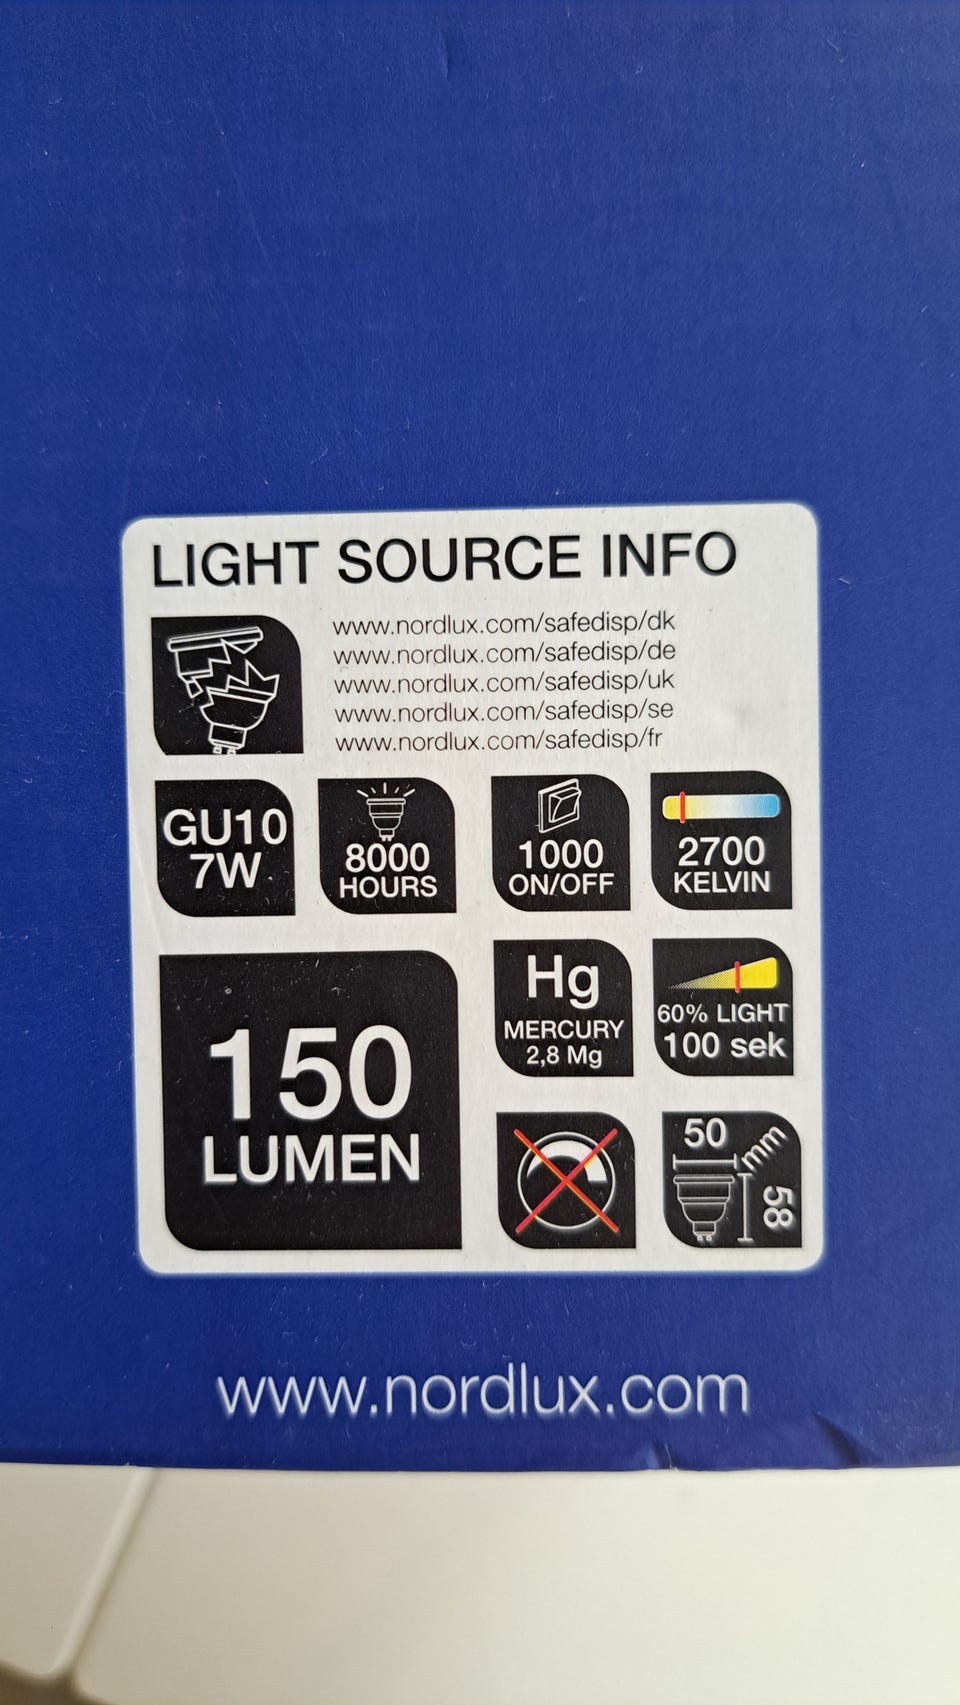 LIGHT SOURCE INFO
www.nordlux.com/safedisp/dk
www.nordlux.com/safedisp/de
www.nordlux.com/safedisp/uk
www.nordlux.com/safedisp/se
www.nordlux.com/safedisp/fr
GU10
7W
8000
HOURS
1000
ON/OFF
2700
KELVIN
150
LUMEN
Hg
MERCURY
2,8 Mg
60% LIGHT
100 sek
50
mm
58
www.nordlux.com